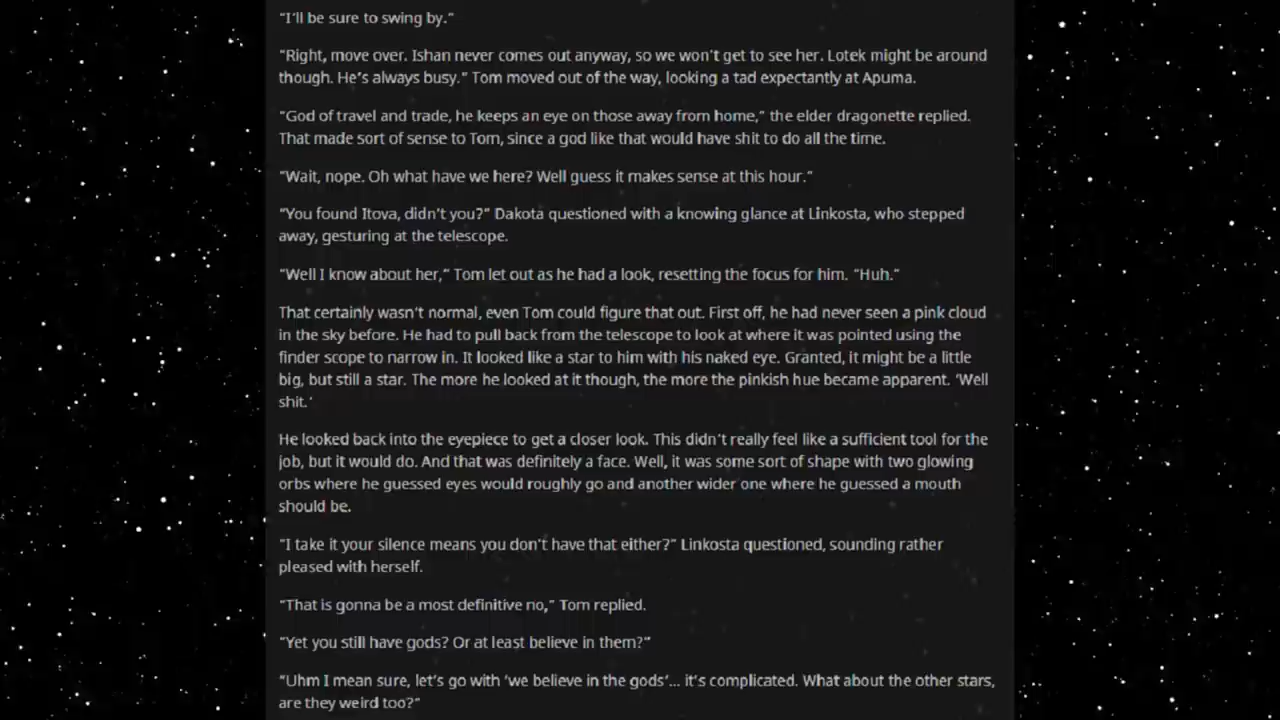 “I’ll be sure to swing by.”
“Right, move over. Ishan never comes out anyway, so we won’t get to see her. Lotek might be around
though. He’s always busy.” Tom moved out of the way, looking a tad expectantly at Apuma.
“God of travel and trade, he keeps an eye on those away from home,” the elder dragonette replied.
That made sort of sense to Tom, since a god like that would have shit to do all the time.
“Wait, nope. Oh what have we here? Well guess it makes sense at this hour.”
“You found Itova, didn’t you?” Dakota questioned with a knowing glance at Linkosta, who stepped
away, gesturing at the telescope.
“Well I know about her,” Tom let out as he had a look, resetting the focus for him. “Huh.”
That certainly wasn’t normal, even Tom could figure that out. First off, he had never seen a pink cloud
in the sky before. He had to pull back from the telescope to look at where it was pointed using the
finder scope to narrow in. It looked like a star to him with his naked eye. Granted, it might be a little
big, but still a star. The more he looked at it though, the more the pinkish hue became apparent. ‘Well
shit.’
He looked back into the eyepiece to get a closer look. This didn’t really feel like a sufficient tool for the
job, but it would do. And that was definitely a face. Well, it was some sort of shape with two glowing
orbs where he guessed eyes would roughly go and another wider one where he guessed a mouth
should be.
“I take it your silence means you don’t have that either?” Linkosta questioned, sounding rather
pleased with herself.
“That is gonna be a most definitive no,” Tom replied.
“Yet you still have gods? Or at least believe in them?”
“Uhm I mean sure, let’s go with ‘we believe in the gods’... it’s complicated. What about the other stars,
are they weird too?”